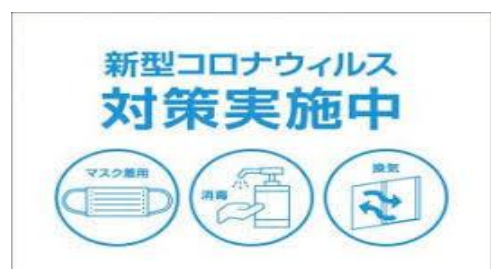 新型コロナウィルス
対策実施中
マスク着用
消毒
換気